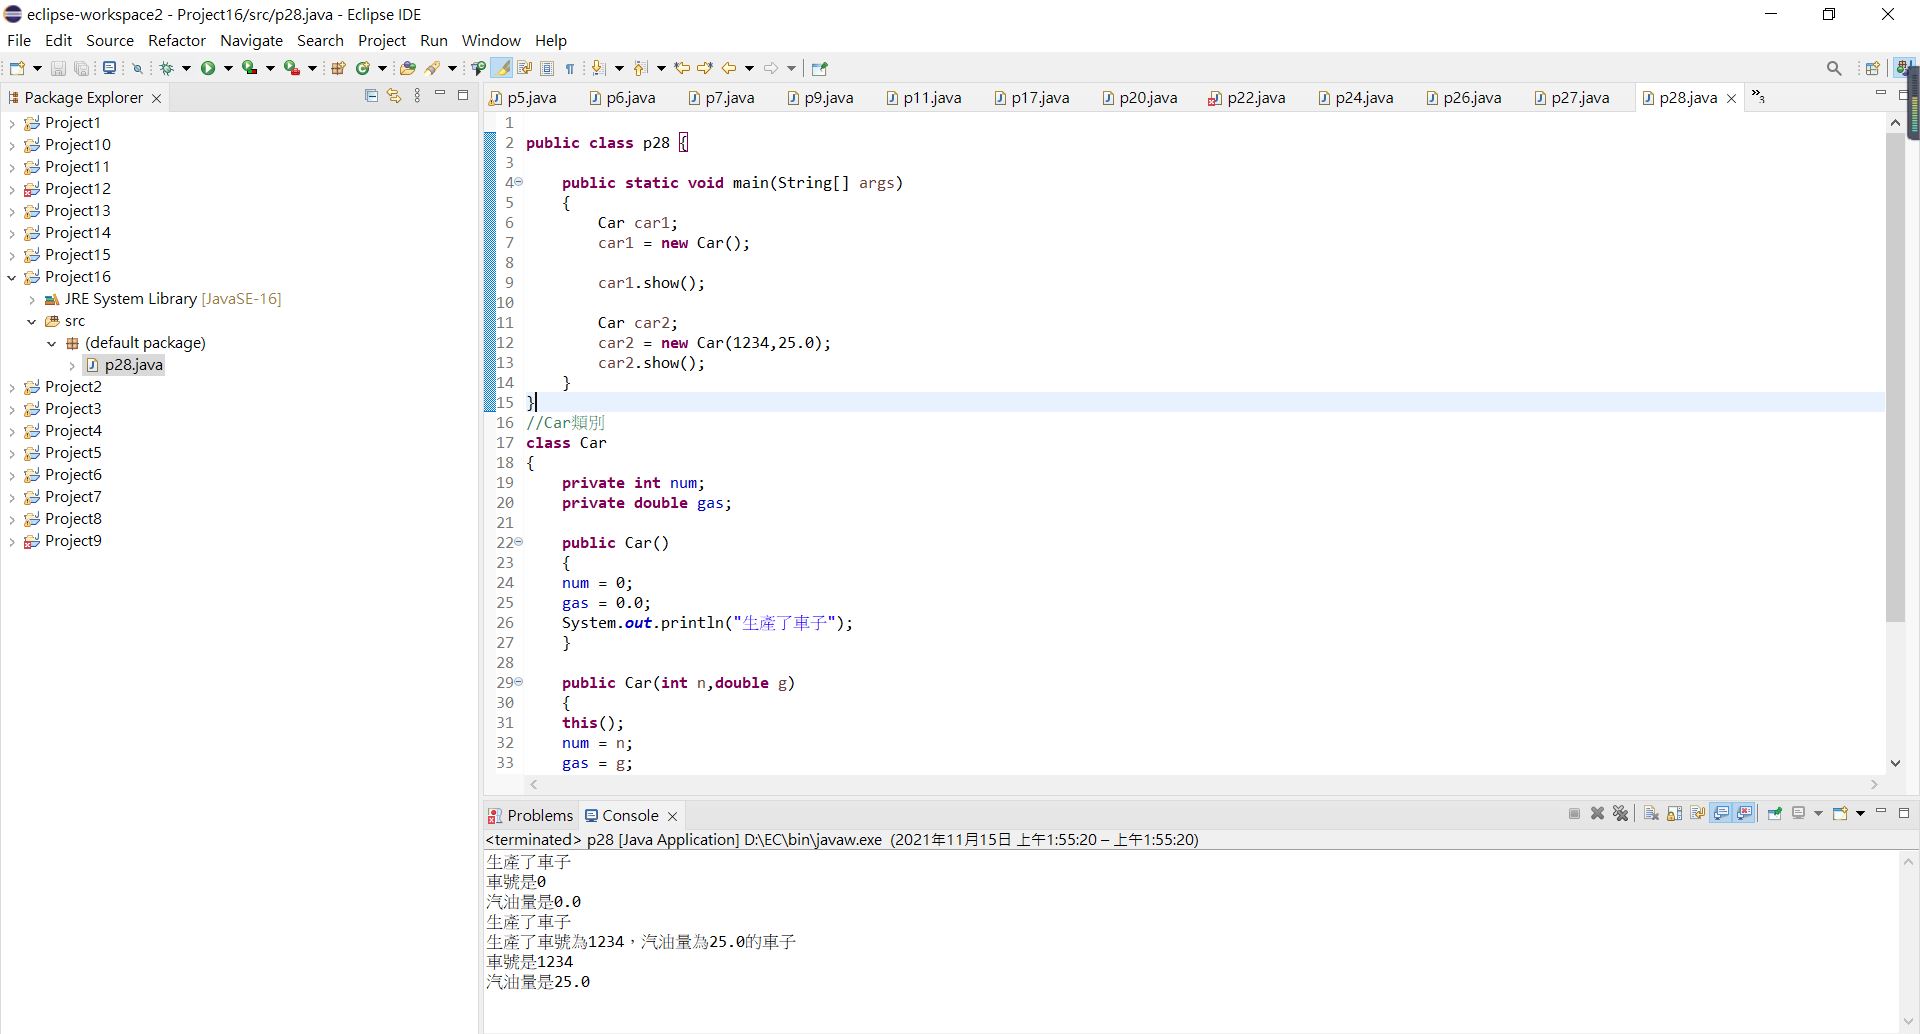 eclipse-workspace2 - Project16/src/p28.java - Eclipse IDE
File Edit Source Refactor Navigate Search Project Run Window Help
Package Explorer
Project1
Project10
Project11
Project12
Project13
Project14
Project15
Project16
JRE System Library [JavaSE-16]
src
(default package)
p28.java
Project2
Project3
Project4
Project5
Project6
Project7
Project8
Project9
p5.java p6.java p7.java p9.java p11.java p17.java p20.java p22.java p24.java p26.java p27.java p28.java »3
1
2 public class p28 {
3
4 public static void main(String[] args)
5 {
6 Car car1;
7 car1 = new Car();
8
9 car1.show();
10
11 Car car2;
12 car2 = new Car(1234,25.0);
13 car2.show();
14 }
15 }
16 //Car類別
17 class Car
18 {
19 private int num;
20 private double gas;
21
22 public Car()
23 {
24 num = 0;
25 gas = 0.0;
26 System.out.println("生產了車子");
27 }
28
29 public Car(int n,double g)
30 {
31 this();
32 num = n;
33 gas = g;
Problems Console
<terminated> p28 [Java Application] D:\EC\bin\javaw.exe (2021年11月15日 上午1:55:20 – 上午1:55:20)
生產了車子
車號是0
汽油量是0.0
生產了車子
生產了車號為1234，汽油量為25.0的車子
車號是1234
汽油量是25.0